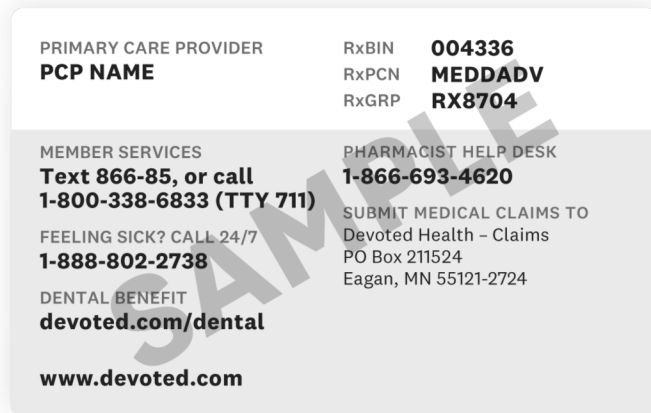 PRIMARY CARE PROVIDER
PCP NAME
RxBIN 004336
RxPCN MEDDADV
RxGRP RX8704
MEMBER SERVICES
Text 866-85, or call
1-800-338-6833 (TTY 711)
FEELING SICK? CALL 24/7
1-888-802-2738
DENTAL BENEFIT
devoted.com/dental
www.devoted.com
PHARMACIST HELP DESK
1-866-693-4620
SUBMIT MEDICAL CLAIMS TO
Devoted Health – Claims
PO Box 211524
Eagan, MN 55121-2724
SAMPLE